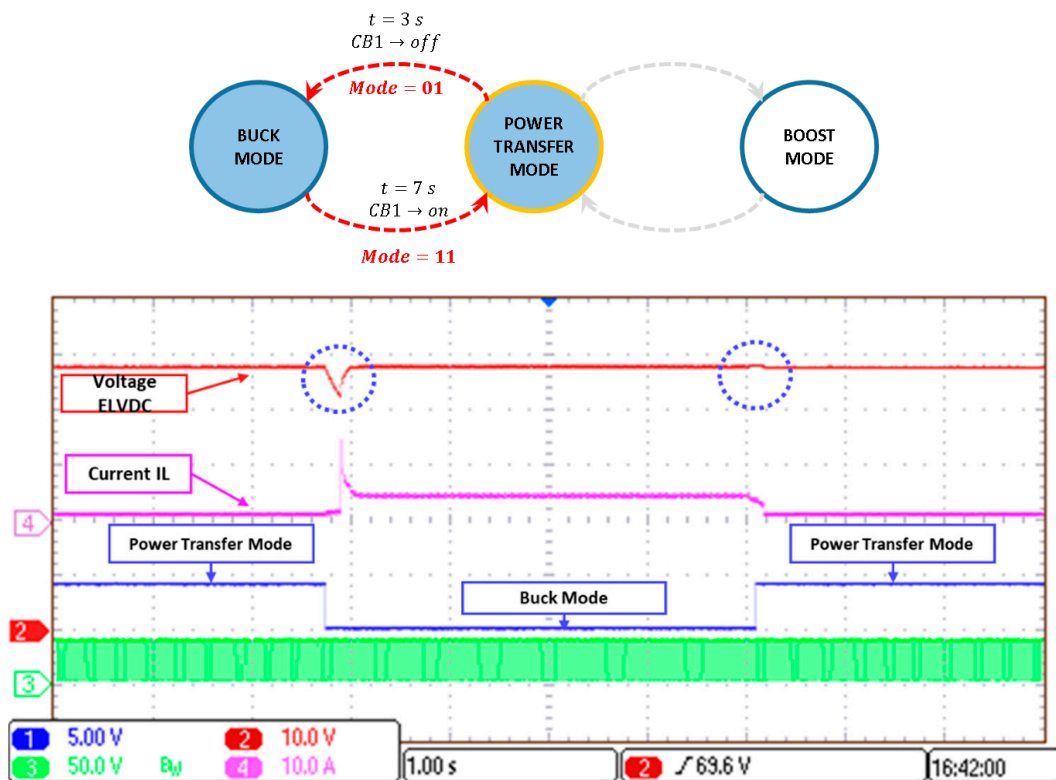 t = 3 s
CB1 → off
Mode = 01
BUCK
MODE
POWER
TRANSFER
MODE
BOOST
MODE
t = 7 s
CB1 → on
Mode = 11
Voltage
ELVDC
Current IL
4
Power Transfer Mode
Power Transfer Mode
Buck Mode
2
3
1 5.00 V 2 10.0 V
3 50.0 V BW 4 10.0 A
1.00 s
2 69.6 V
16:42:00